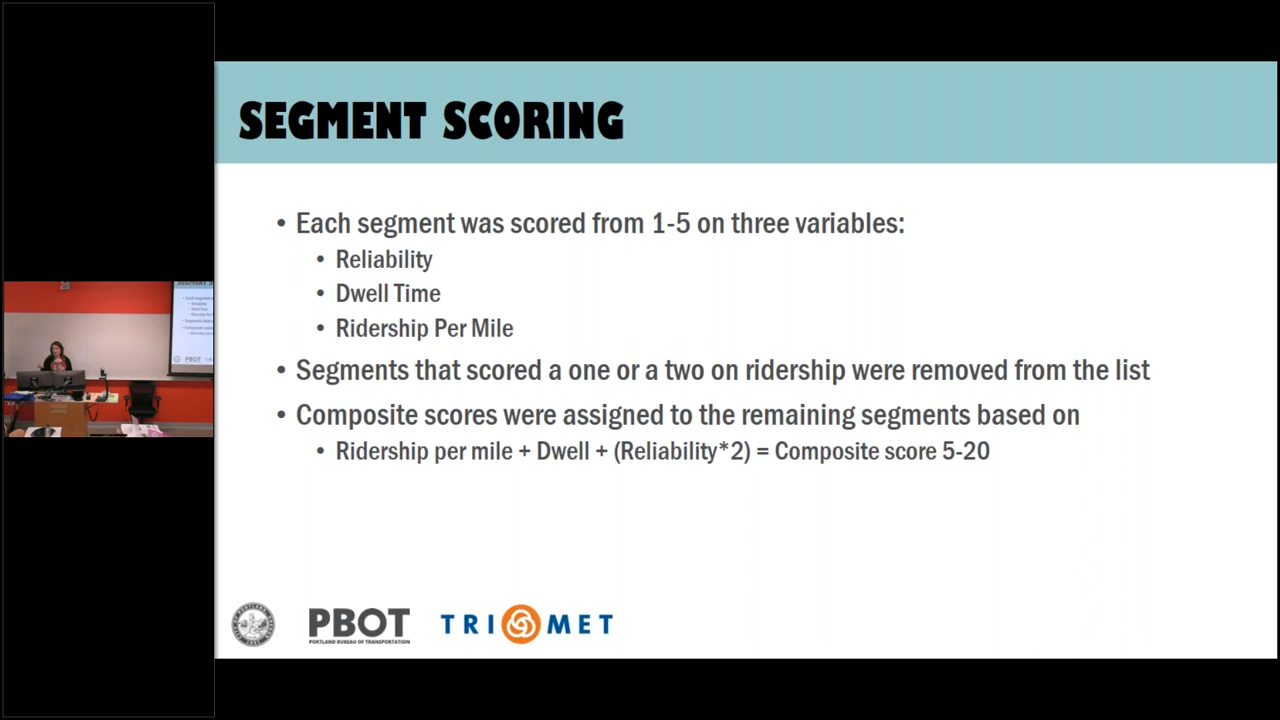 SEGMENT SCORING
• Each segment was scored from 1-5 on three variables:
• Reliability
• Dwell Time
• Ridership Per Mile
• Segments that scored a one or a two on ridership were removed from the list
• Composite scores were assigned to the remaining segments based on
• Ridership per mile + Dwell + (Reliability*2) = Composite score 5-20
PBOT
PORTLAND BUREAU OF TRANSPORTATION
TRI MET